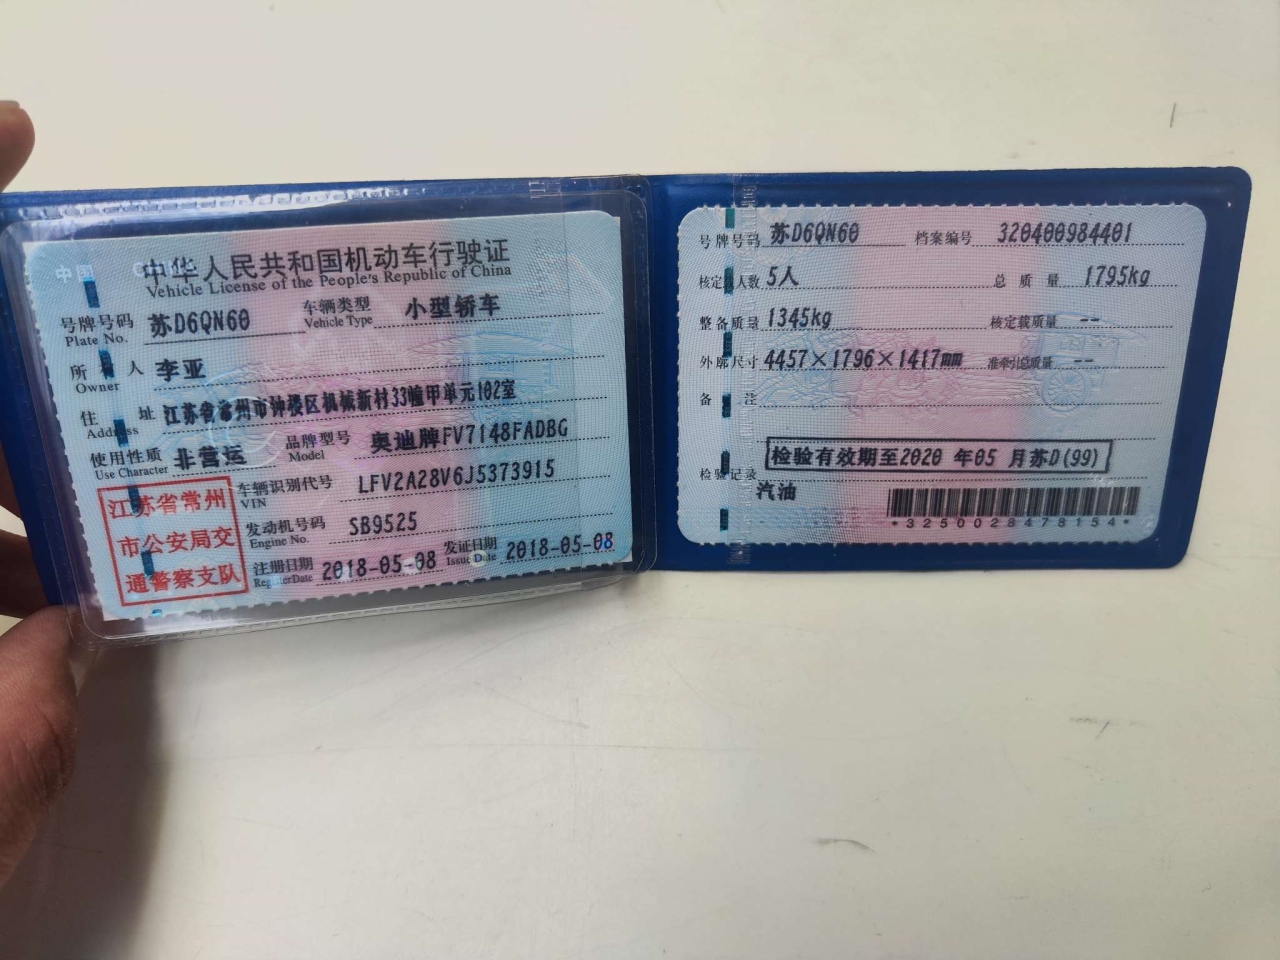 中华人民共和国机动车行驶证
Vehicle License of the People's Republic of China
号牌号码 苏D6QN60 车辆类型 小型轿车
Plate No. Vehicle Type
所有人 李亚
Owner
住址 江苏省常州市钟楼区机械新村33幢甲单元102室
Address
使用性质 非营运 品牌型号 奥迪牌FV7148FADBG
Use Character Model
江苏省常州
市公安局交
通警察支队
车辆识别代号 LFV2A28V6J5373915
VIN
发动机号码 SB9525
Engine No.
注册日期 2018-05-08 发证日期 2018-05-08
Register Date Issue Date
号牌号码 苏D6QN60 档案编号 320400984401
核定载人数 5人 总质量 1795kg
整备质量 1345kg 核定载质量 --
外廓尺寸 4457×1796×1417mm 准牵引总质量 --
备注
检验记录 检验有效期至2020 年05 月苏D(99)
汽油
*3250028478154*